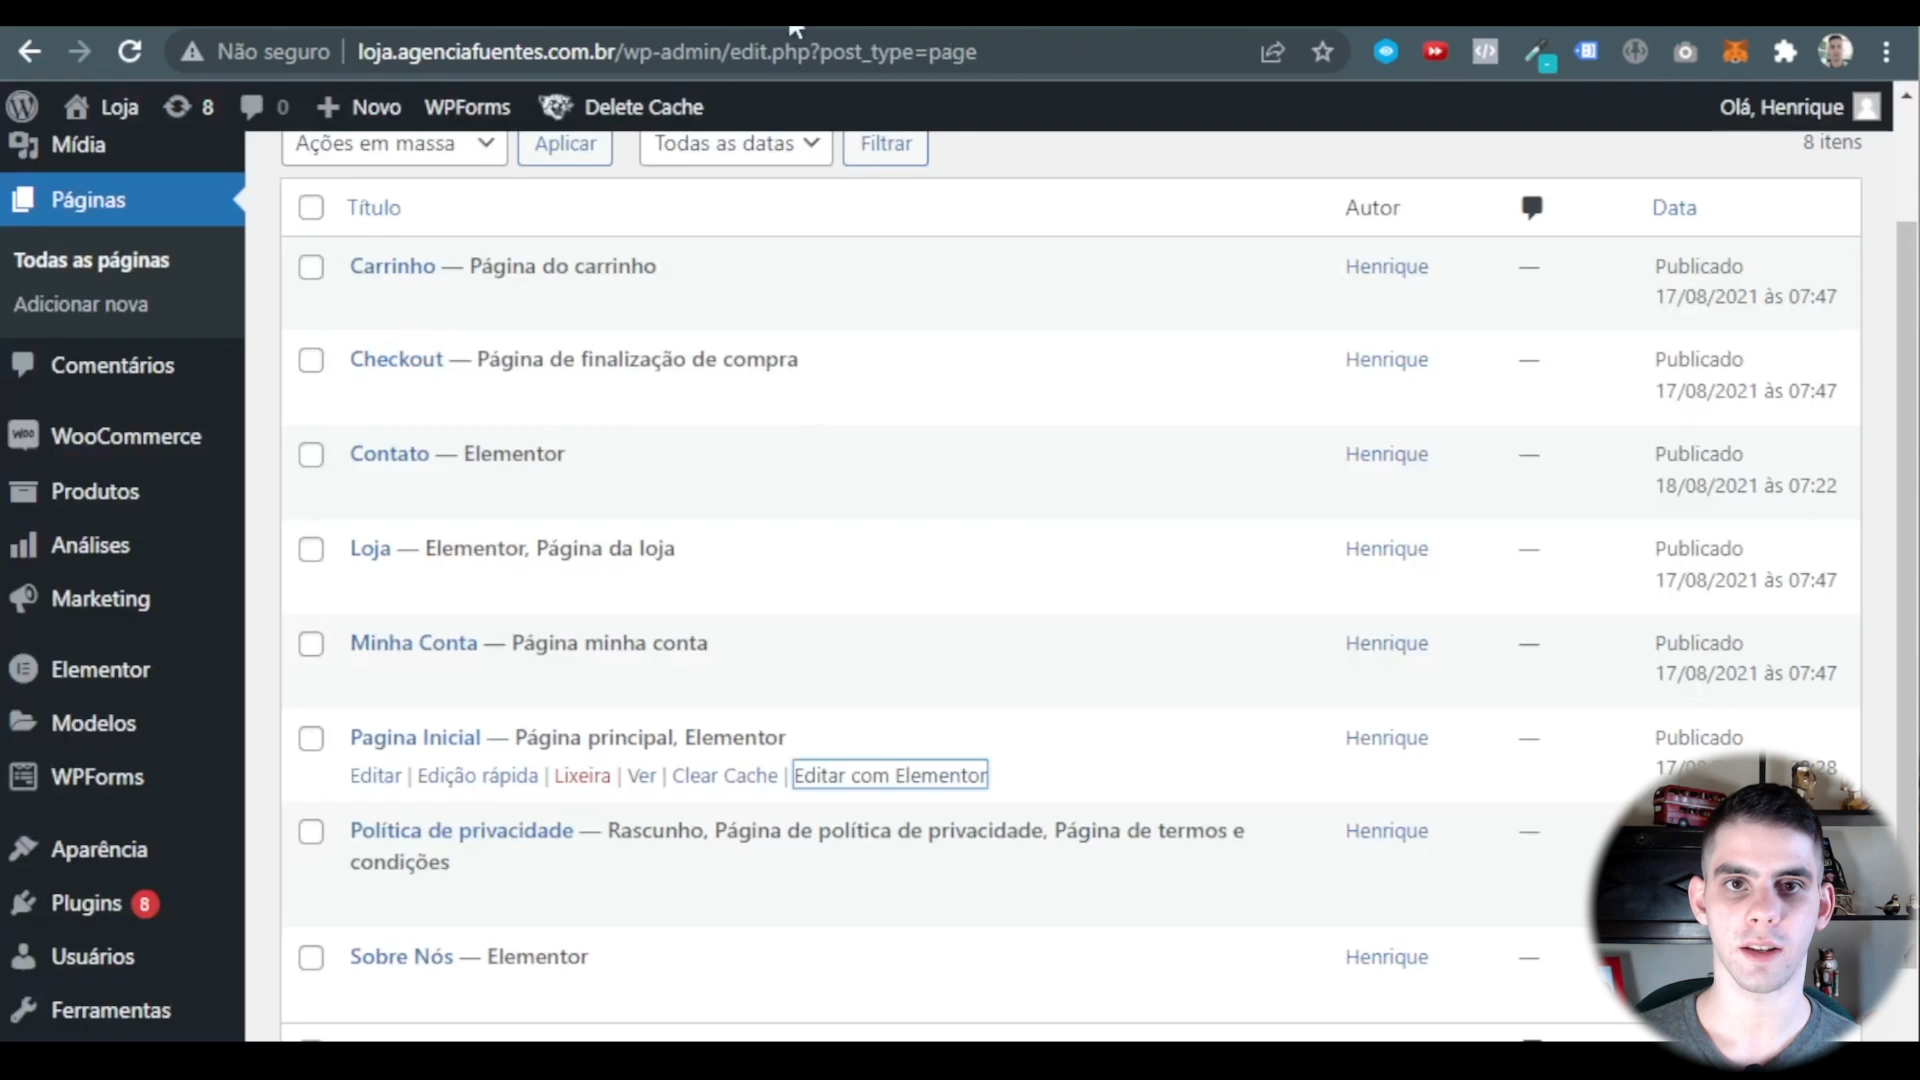 Não seguro loja.agenciafuentes.com.br/wp-admin/edit.php?post_type=page
Loja 8 0 Novo WPForms Delete Cache Olá, Henrique
Mídia
Páginas
Todas as páginas
Adicionar nova
Comentários
WooCommerce
Produtos
Análises
Marketing
Elementor
Modelos
WPForms
Aparência
Plugins 8
Usuários
Ferramentas
Ações em massa Aplicar Todas as datas Filtrar 8 itens
Título Autor Data
Carrinho — Página do carrinho Henrique — Publicado
17/08/2021 às 07:47
Checkout — Página de finalização de compra Henrique — Publicado
17/08/2021 às 07:47
Contato — Elementor Henrique — Publicado
18/08/2021 às 07:22
Loja — Elementor, Página da loja Henrique — Publicado
17/08/2021 às 07:47
Minha Conta — Página minha conta Henrique — Publicado
17/08/2021 às 07:47
Pagina Inicial — Página principal, Elementor Henrique — Publicado
Editar | Edição rápida | Lixeira | Ver | Clear Cache | Editar com Elementor
Política de privacidade — Rascunho, Página de política de privacidade, Página de termos e Henrique —
condições
Sobre Nós — Elementor Henrique —